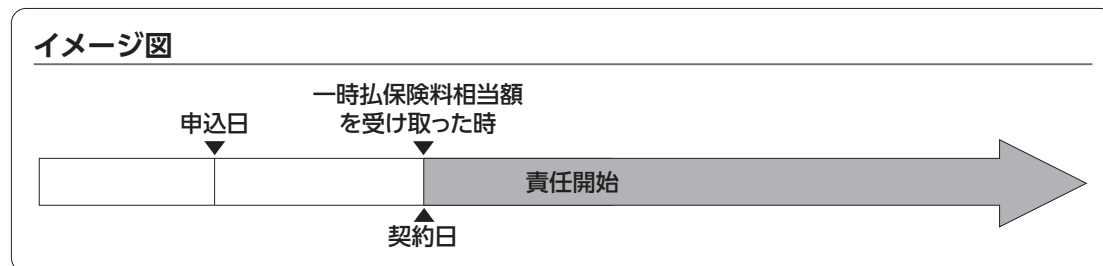 イメージ図
一時払保険料相当額
を受け取った時
申込日
責任開始
契約日